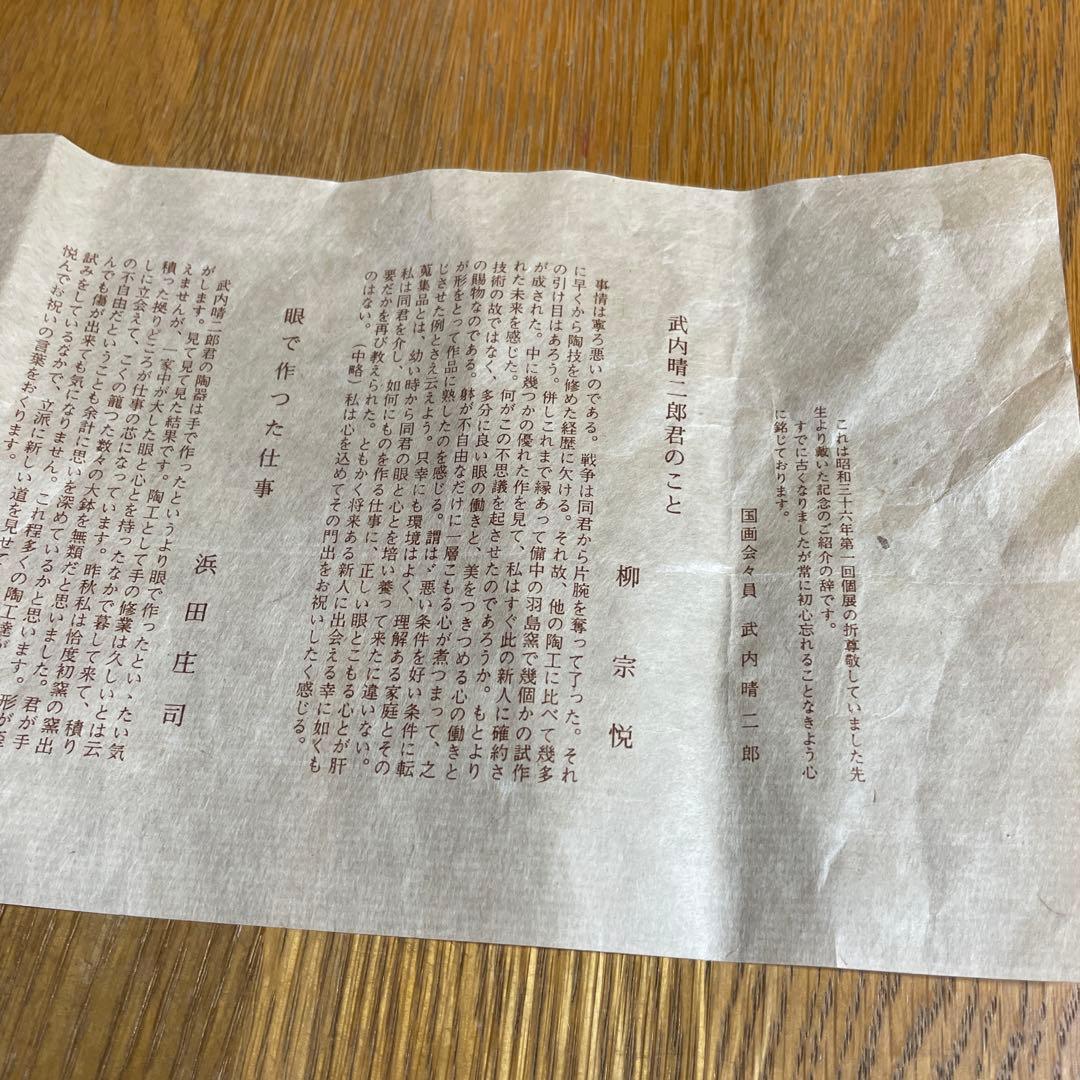 これは昭和三十六年第一回個展の折尊敬していました先
生より戴いた記念のご紹介の辞です。
すでに古くなりましたが常に初心忘れることなきよう心
に銘じております。
国画会々員 武内晴二郎
武内晴二郎君のこと
柳宗悦
事情は寧ろ悪いのである。戦争は同君から片腕を奪って了った。それ
に早くから陶技を修めた経歴に欠ける。それ故、他の陶工に比べて幾多
の引け目はあろう。併しこれまで縁あって備中の羽島窯で幾個かの試作
が成された。中に幾つかの優れた作を見て、私はすぐ此の新人に確約さ
れた未来を感じた。何がこの不思議を起させたのであろうか。もとより
技術の故ではなく、多分に良い眼の働きと、美をつきつめる心の働きと
の賜物なのである。躰が不自由なだけに一層こもる心が煮つまって、之
が形をとって作品に熟したのを感じる。謂はゞ悪い条件を好い条件に転
じさせた例とさえ云えよう。只幸にも環境はよく、理解ある家庭とその
蒐集品とは、幼い時から同君の眼と心とを培い養って来たに違いない。
私は同君を介し、如何にものを作る仕事に、正しい眼とこもる心とが肝
要だかを再び教えられた。ともかく将来ある新人に出会える幸に如くも
のはない。(中略)私は心を込めてその門出をお祝いしたく感じる。
眼で作つた仕事
浜田庄司
武内晴二郎君の陶器は手で作ったというより眼で作ったといゝたい気
がします。見て見て見た結果です。陶工としての手の修業は久しいとは云
えませんが、一家中が大した眼と心とを持ったなかで暮して来て、積り
積った拠りどころが仕事の芯になっています。昨秋私は恰度初窯の窯出
しに立会えて、こくの籠つた数々の大鉢を無類だと思いました。君が手
の不自由だということも余計に思いを深めているかと思います。形が歪
んでも傷が出来ても気になりません。これ程多くの陶工達が
試みをしているなかで、立派に新しい道を見せて
悦んでお祝いの言葉をおくります。